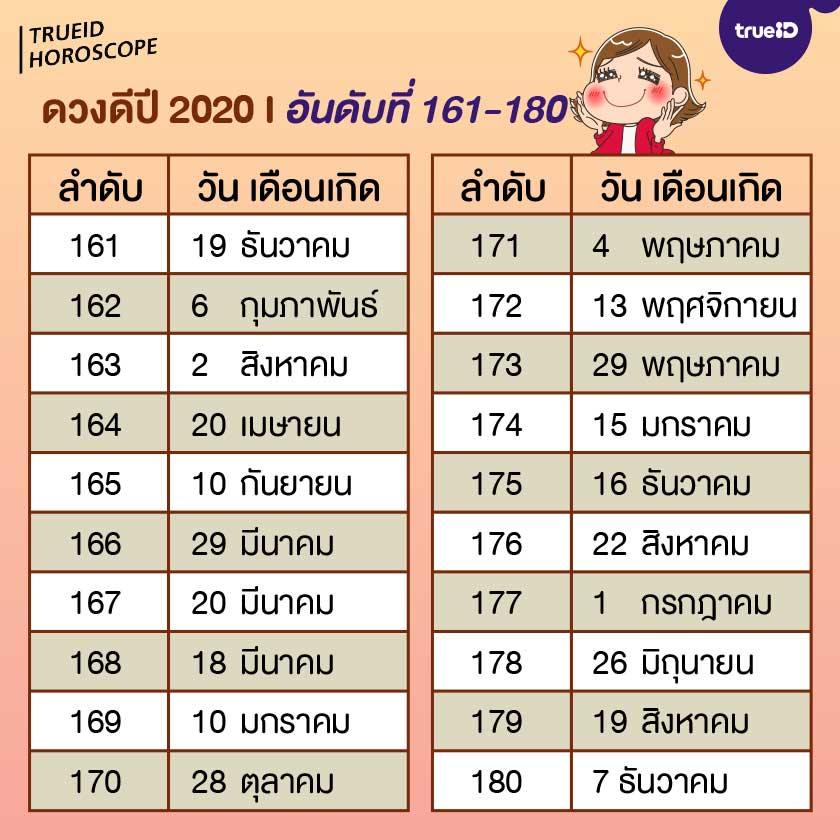 TRUEID
HOROSCOPE
trueID
ดวงดีปี 2020 | อันดับที่ 161-180
ลำดับ วัน เดือนเกิด
161 19 ธันวาคม
162 6 กุมภาพันธ์
163 2 สิงหาคม
164 20 เมษายน
165 10 กันยายน
166 29 มีนาคม
167 20 มีนาคม
168 18 มีนาคม
169 10 มกราคม
170 28 ตุลาคม
ลำดับ วัน เดือนเกิด
171 4 พฤษภาคม
172 13 พฤศจิกายน
173 29 พฤษภาคม
174 15 มกราคม
175 16 ธันวาคม
176 22 สิงหาคม
177 1 กรกฎาคม
178 26 มิถุนายน
179 19 สิงหาคม
180 7 ธันวาคม